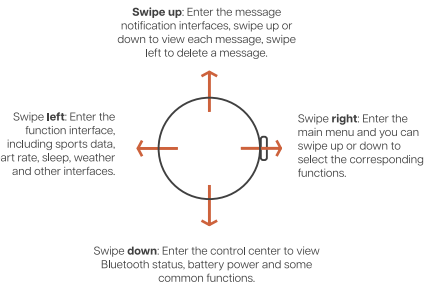 Swipe up: Enter the message
notification interfaces, swipe up or
down to view each message, swipe
left to delete a message.
Swipe left: Enter the
function interface,
including sports data,
art rate, sleep, weather
and other interfaces.
Swipe right: Enter the
main menu and you can
swipe up or down to
select the corresponding
functions.
Swipe down: Enter the control center to view
Bluetooth status, battery power and some
common functions.